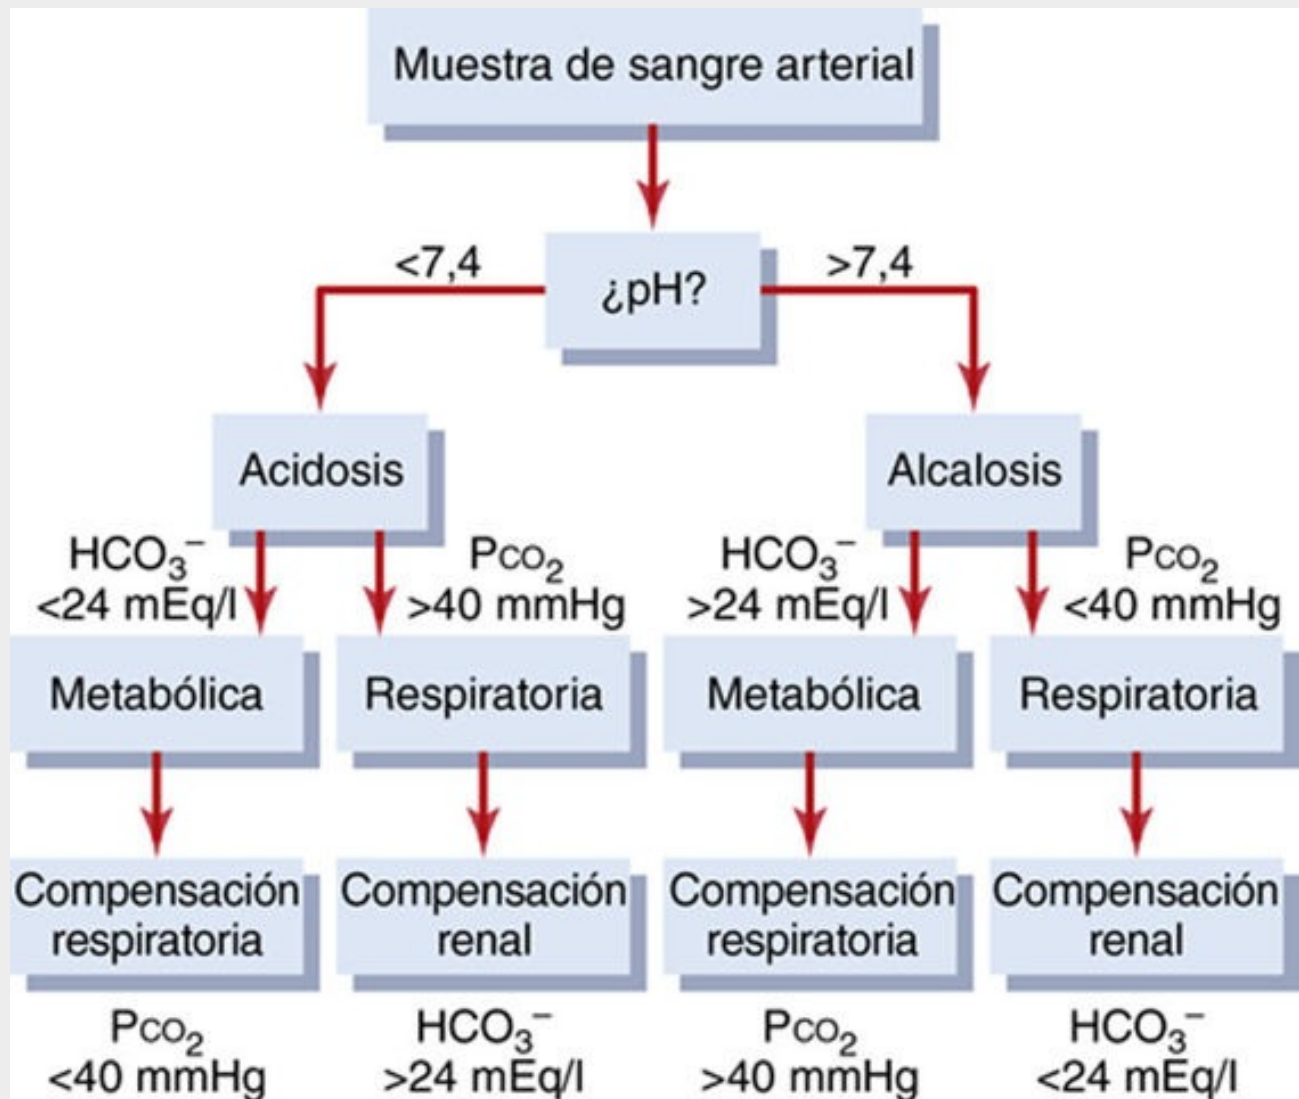 Muestra de sangre arterial
<7,4
¿pH?
>7,4
Acidosis
Alcalosis
HCO₃⁻
<24 mEq/l
PCO₂
>40 mmHg
HCO₃⁻
>24 mEq/l
PCO₂
<40 mmHg
Metabólica
Respiratoria
Metabólica
Respiratoria
Compensación
respiratoria
Compensación
renal
Compensación
respiratoria
Compensación
renal
PCO₂
<40 mmHg
HCO₃⁻
>24 mEq/l
PCO₂
>40 mmHg
HCO₃⁻
<24 mEq/l